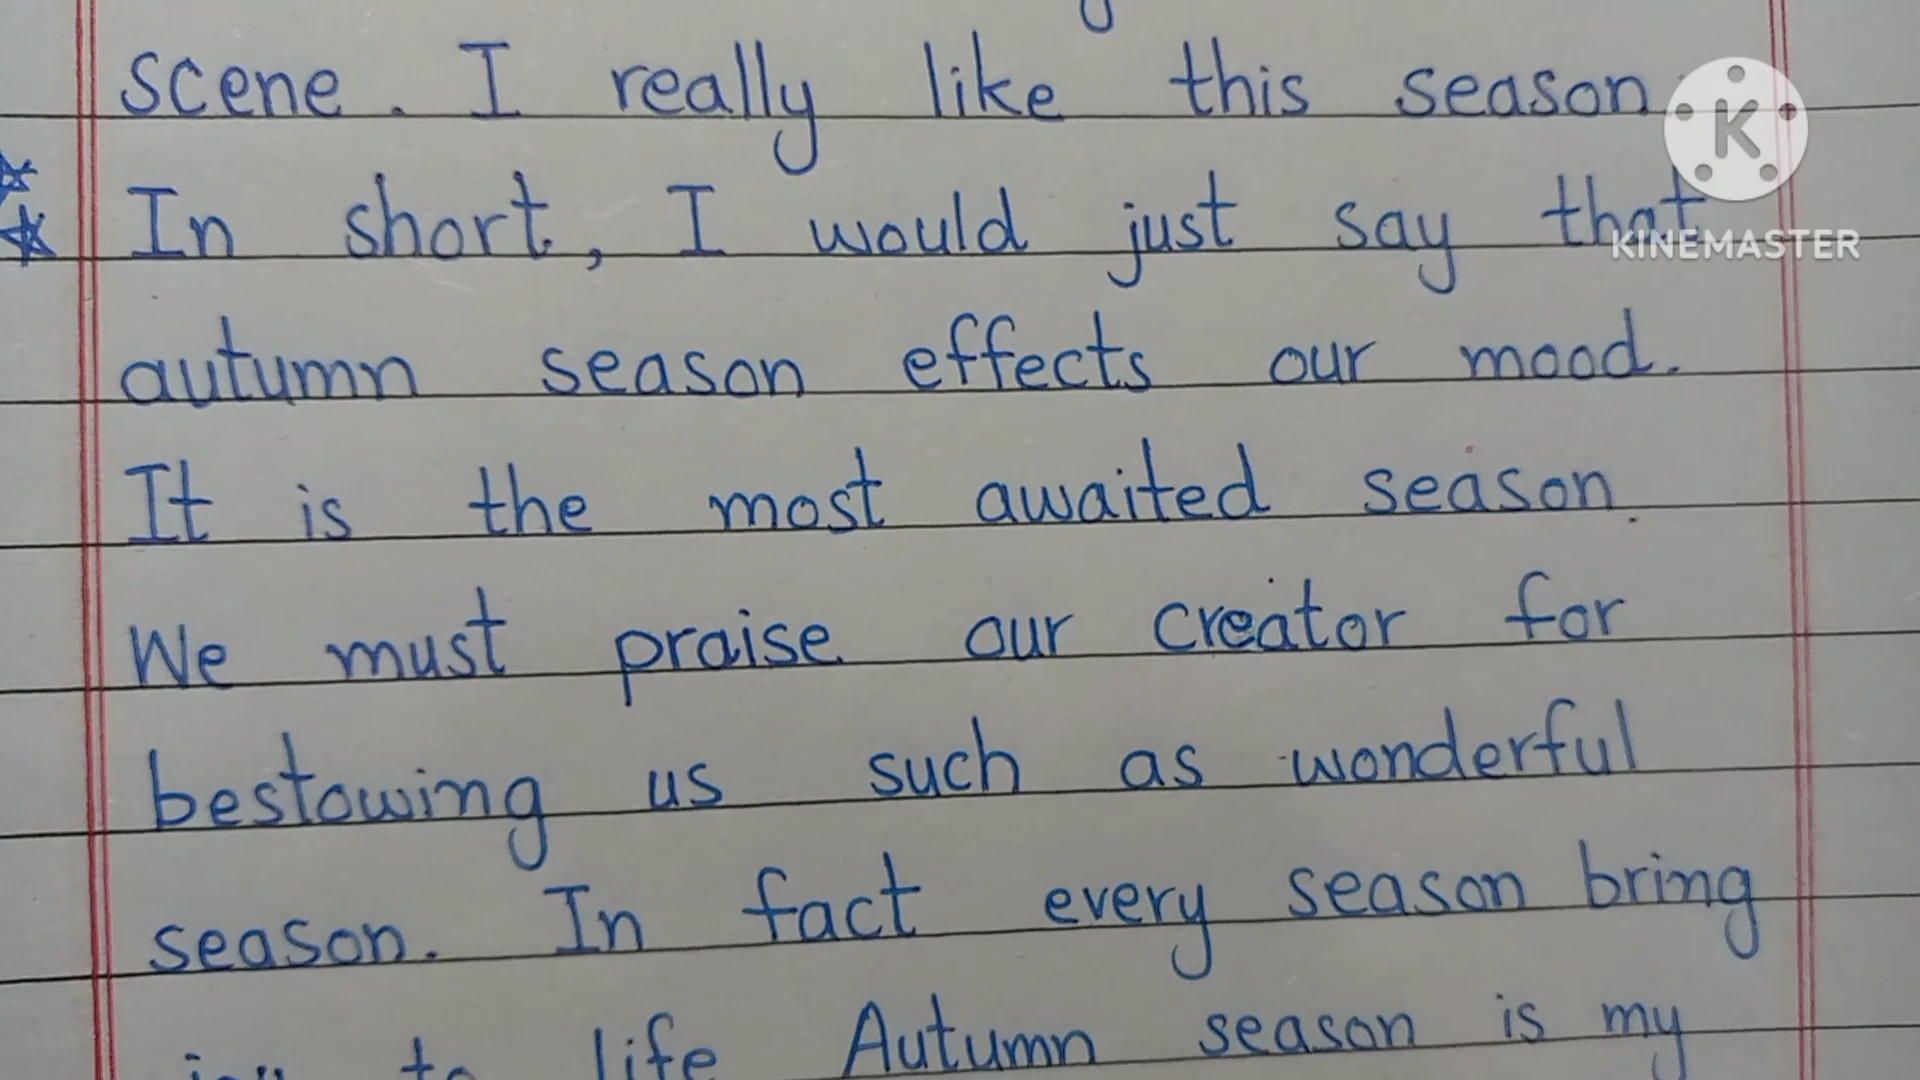 scene. I really like this season.
In short, I would just say that
autumn season effects our mood.
It is the most awaited season.
We must praise our creator for
bestowing us such as wonderful
season. In fact every season bring
joy to life Autumn season is my
K
KINEMASTER